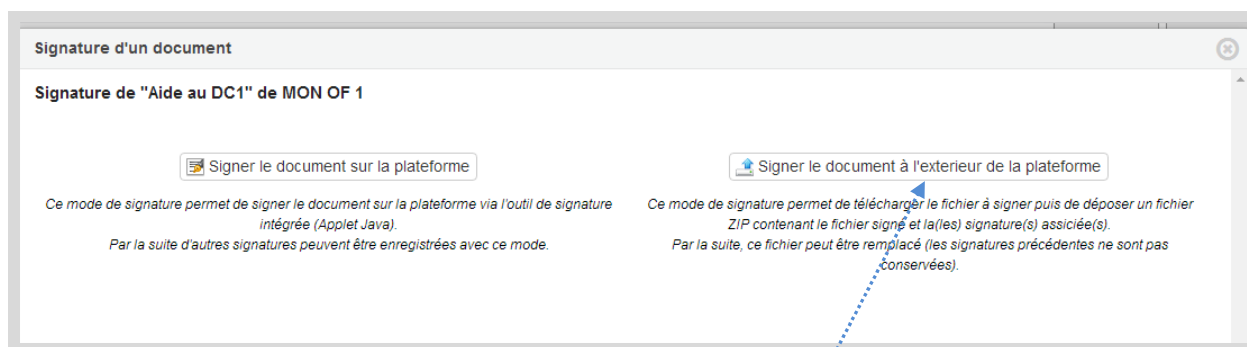 Signature d'un document
Signature de "Aide au DC1" de MON OF 1
Signer le document sur la plateforme
Ce mode de signature permet de signer le document sur la plateforme via l'outil de signature
intégrée (Applet Java).
Par la suite d'autres signatures peuvent être enregistrées avec ce mode.
Signer le document à l'exterieur de la plateforme
Ce mode de signature permet de télécharger le fichier à signer puis de déposer un fichier
ZIP contenant le fichier signé et la(les) signature(s) assiciée(s).
Par la suite, ce fichier peut être remplacé (les signatures précédentes ne sont pas
conservées).